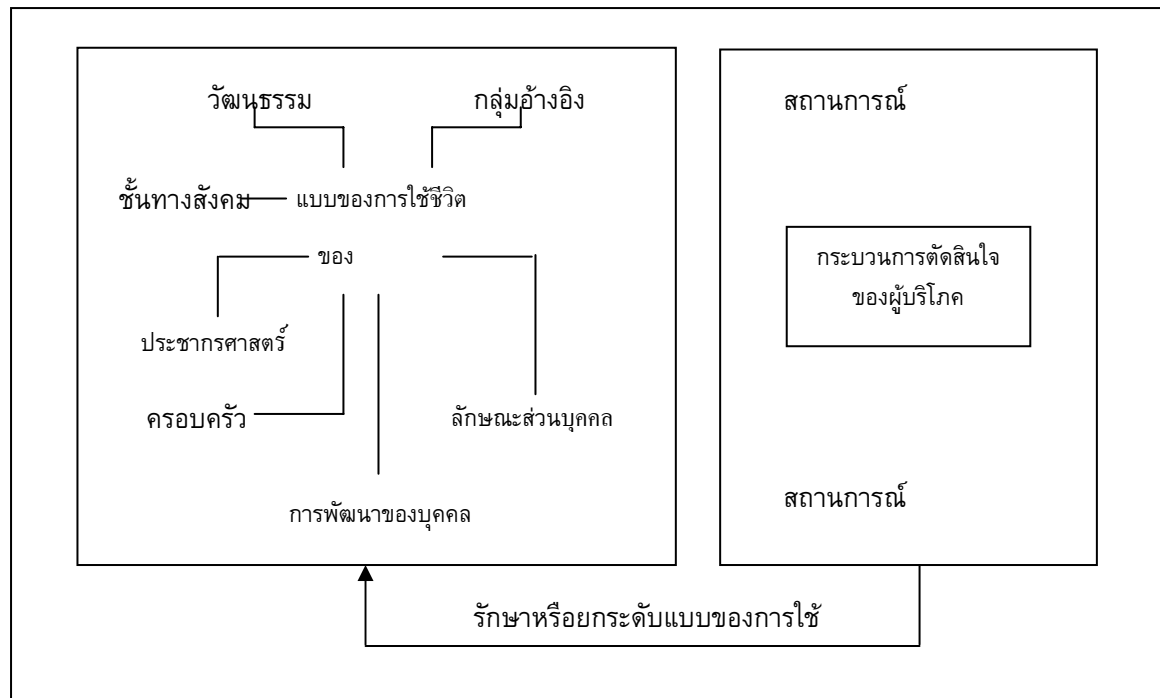 วัฒนธรรม
กลุ่มอ้างอิง
ชั้นทางสังคม
แบบของการใช้ชีวิต
ของ
ประชากรศาสตร์
ครอบครัว
ลักษณะส่วนบุคคล
การพัฒนาของบุคคล
สถานการณ์
กระบวนการตัดสินใจ
ของผู้บริโภค
สถานการณ์
รักษาหรือยกระดับแบบของการใช้